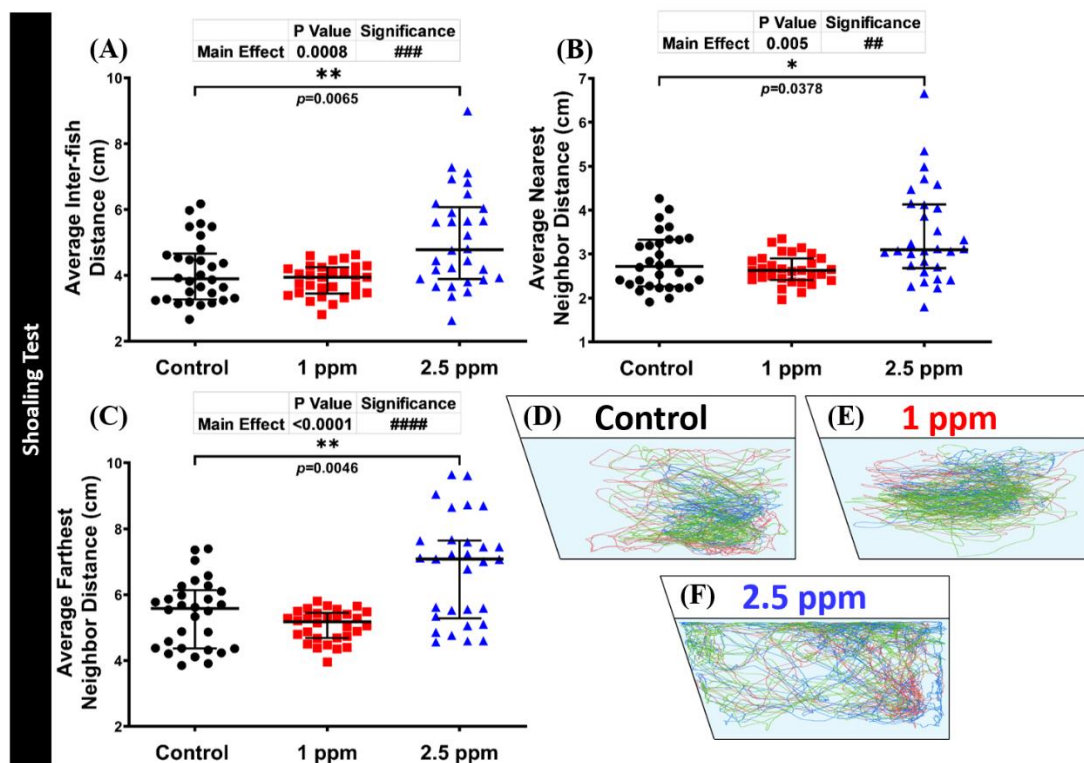 Shoaling Test
(A)
P Value Significance
Main Effect 0.0008 ###
**
p=0.0065
Average Inter-fish
Distance (cm)
10
8
6
4
2
Control 1 ppm 2.5 ppm
(B)
P Value Significance
Main Effect 0.005 ##
*
p=0.0378
Average Nearest
Neighbor Distance (cm)
7
6
5
4
3
2
1
Control 1 ppm 2.5 ppm
(C)
P Value Significance
Main Effect <0.0001 ####
**
p=0.0046
Average Farthest
Neighbor Distance (cm)
10
8
6
4
2
Control 1 ppm 2.5 ppm
(D) Control
(E) 1 ppm
(F) 2.5 ppm